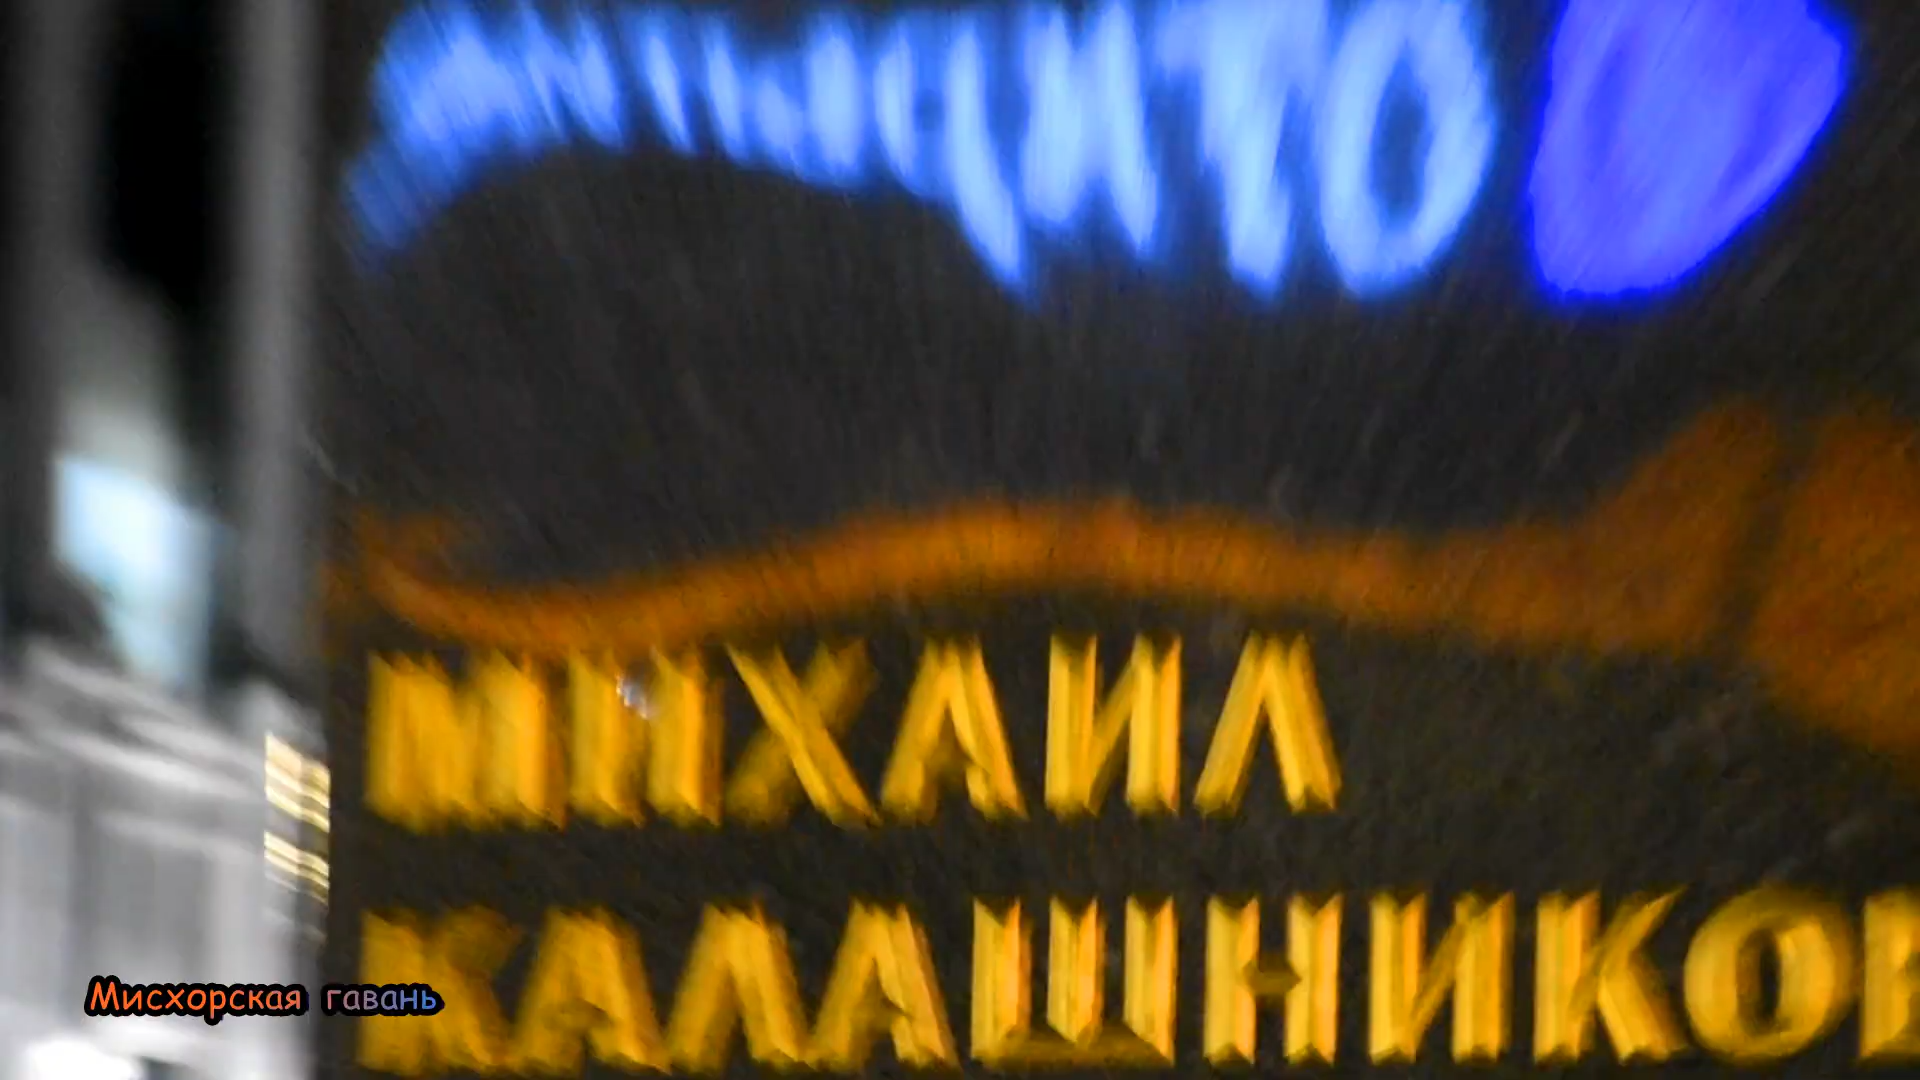 МИХАИЛ
КАЛАШНИКОВ
Мисхорская гавань